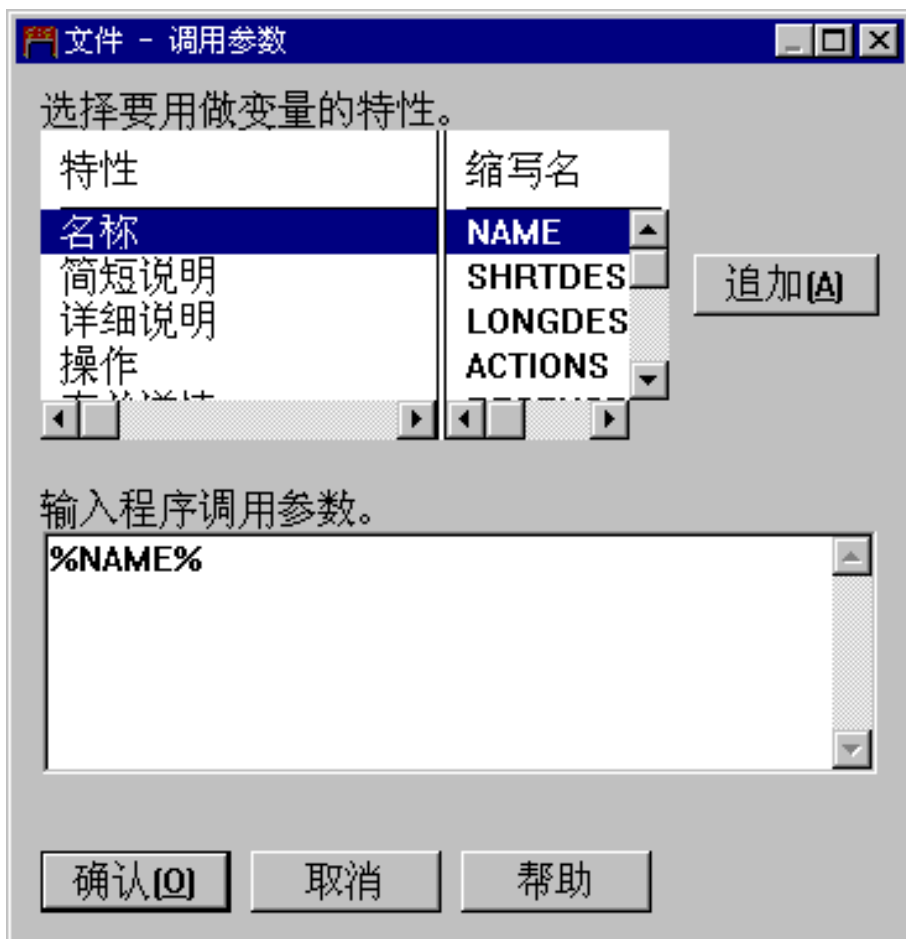 文件 - 调用参数
选择要用做变量的特性。
特性 缩写名
名称 NAME
简短说明 SHRTDES
详细说明 LONGDES
操作 ACTIONS
追加(A)
输入程序调用参数。
%NAME%
确认(O) 取消 帮助